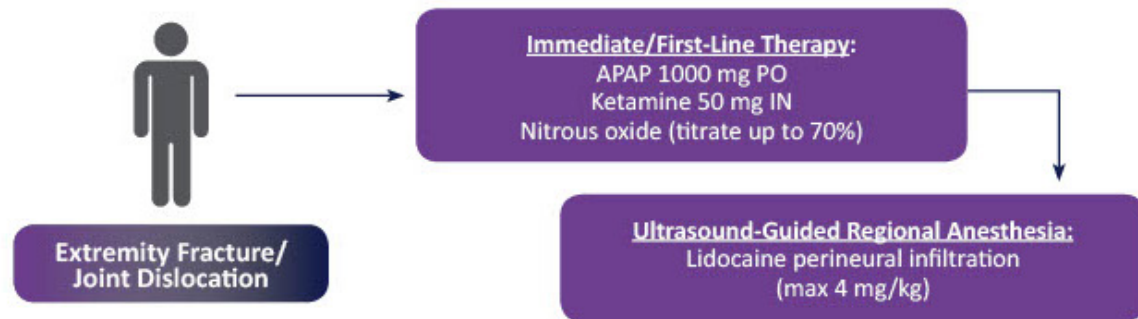 Immediate/First-Line Therapy:
APAP 1000 mg PO
Ketamine 50 mg IN
Nitrous oxide (titrate up to 70%)
Extremity Fracture/
Joint Dislocation
Ultrasound-Guided Regional Anesthesia:
Lidocaine perineural infiltration
(max 4 mg/kg)